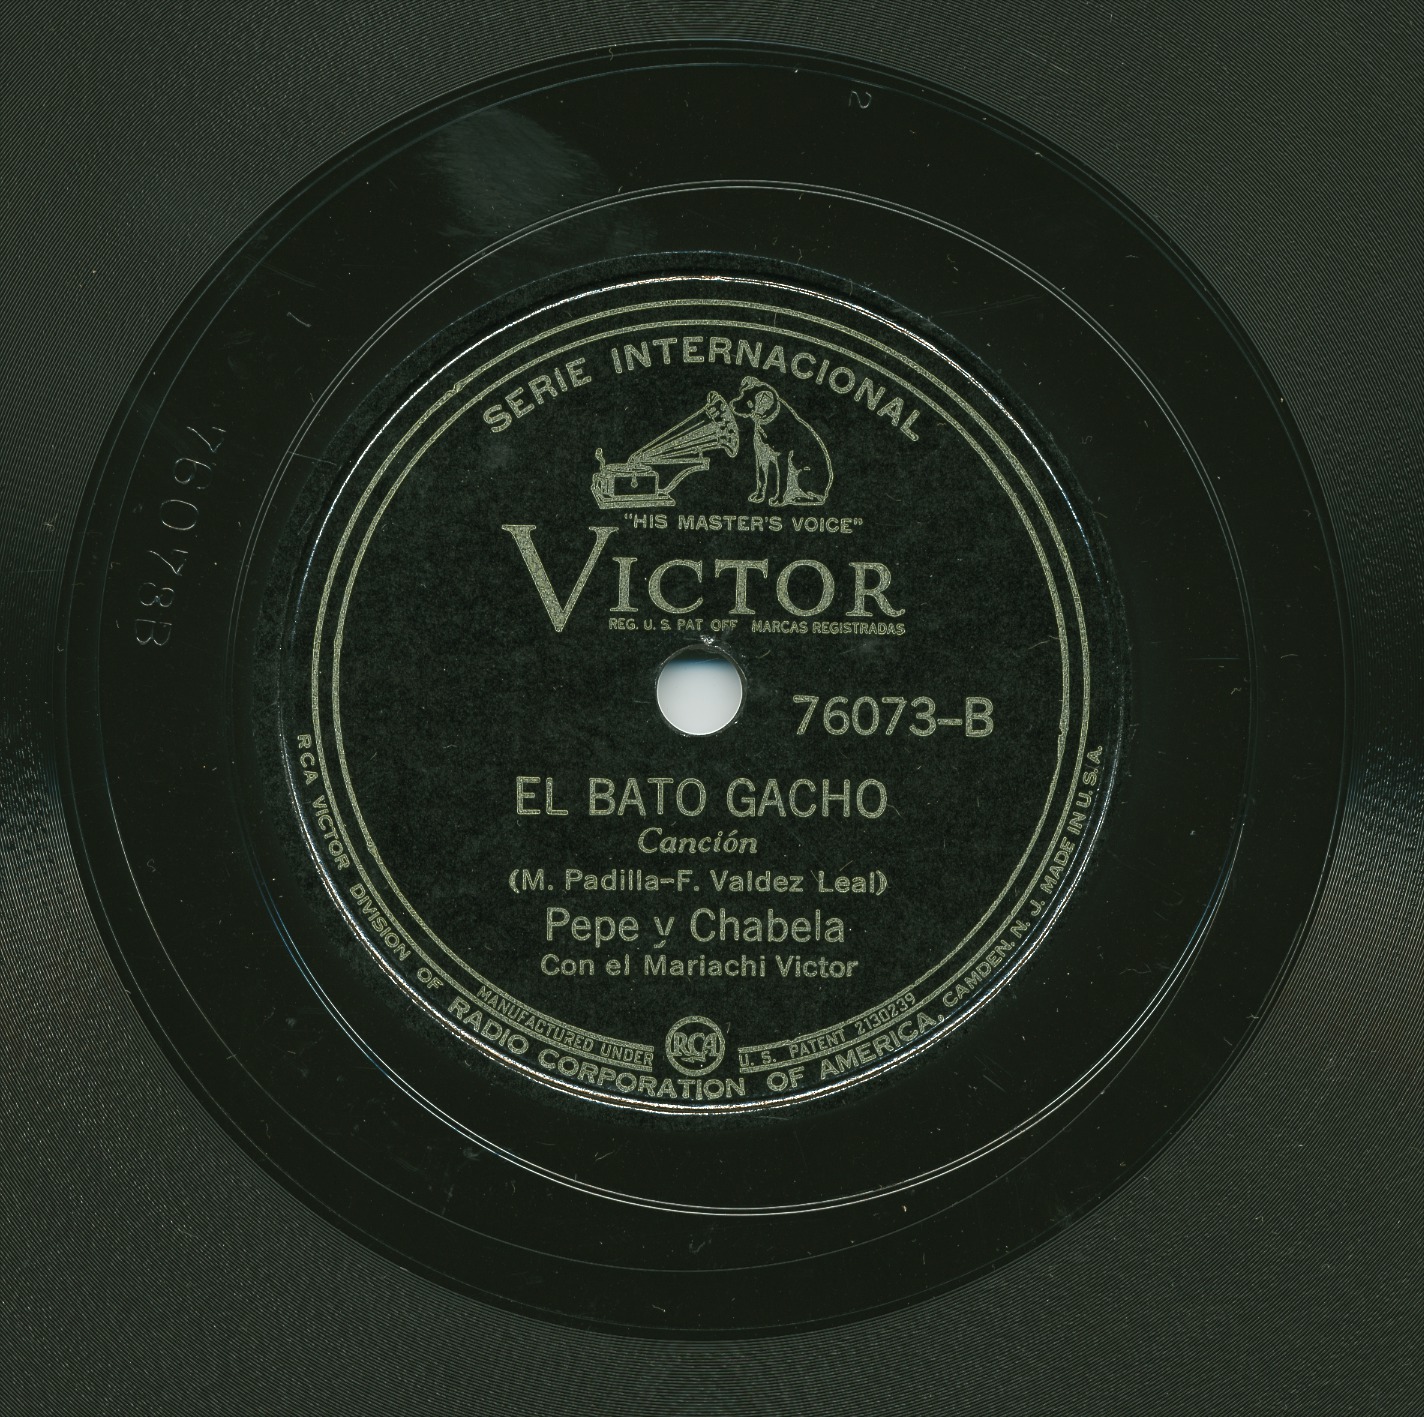 SERIE INTERNACIONAL
"HIS MASTER'S VOICE"
VICTOR
REG. U. S. PAT OFF MARCAS REGISTRADAS
76073-B
EL BATO GACHO
Canción
(M. Padilla-F. Valdez Leal)
Pepe y Chabela
Con el Mariachi Victor
MANUFACTURED UNDER RCA U. S. PATENT 2130239
RCA VICTOR DIVISION OF RADIO CORPORATION OF AMERICA, CAMDEN, N. J. MADE IN U. S. A.
76073B
2
1